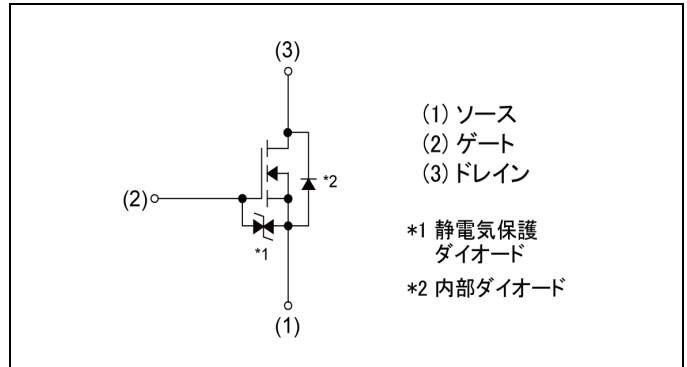 (3)
(2)
*2
*1
(1)
(1) ソース
(2) ゲート
(3) ドレイン
*1 静電気保護
ダイオード
*2 内部ダイオード